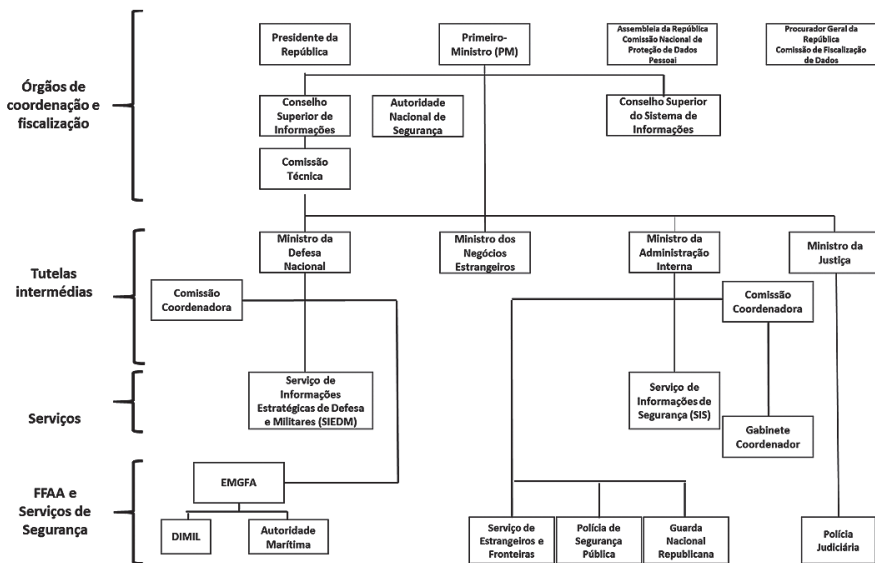 Órgãos de
coordenação e
fiscalização
Presidente da
República
Primeiro-
Ministro (PM)
Assembleia da República
Comissão Nacional de
Proteção de Dados
Pessoai
Procurador Geral da
República
Comissão de Fiscalização
de Dados
Conselho
Superior de
Informações
Autoridade
Nacional de
Segurança
Conselho Superior
do Sistema de
Informações
Comissão
Técnica
Tutelas
intermédias
Ministro da
Defesa
Nacional
Ministro dos
Negócios
Estrangeiros
Ministro da
Administração
Interna
Ministro da
Justiça
Comissão
Coordenadora
Comissão
Coordenadora
Serviços
Serviço de
Informações
Estratégicas de Defesa
e Militares (SIEDM)
Serviço de
Informações de
Segurança (SIS)
Gabinete
Coordenador
FFAA e
Serviços de
Segurança
EMGFA
DIMIL
Autoridade
Marítima
Serviço de
Estrangeiros e
Fronteiras
Polícia de
Segurança
Pública
Guarda
Nacional
Republicana
Polícia
Judiciária